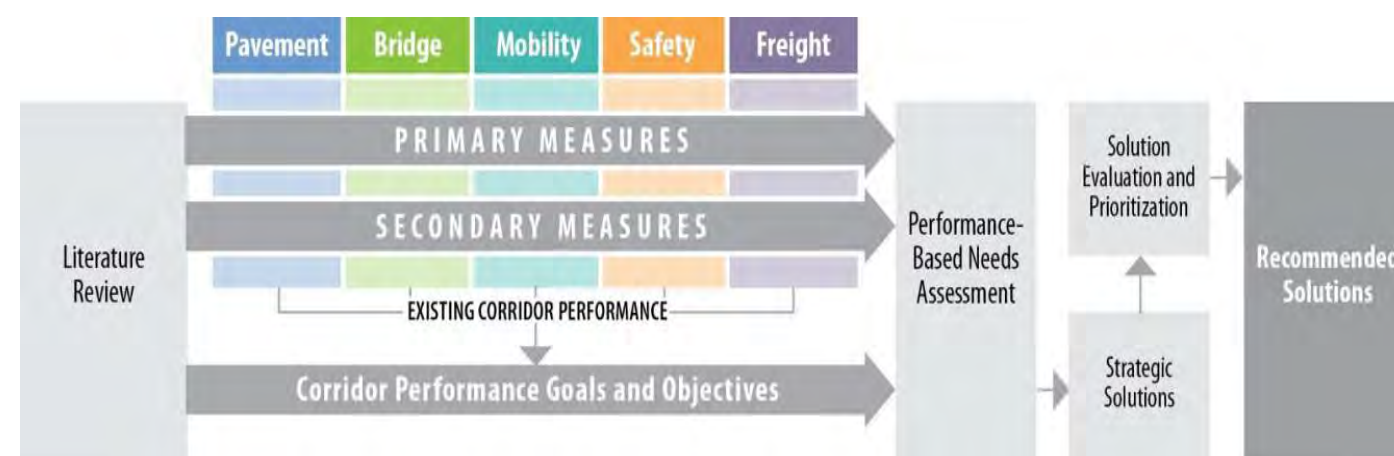 Pavement Bridge Mobility Safety Freight
PRIMARY MEASURES
SECONDARY MEASURES
EXISTING CORRIDOR PERFORMANCE
Corridor Performance Goals and Objectives
Literature
Review
Performance-
Based Needs
Assessment
Strategic
Solutions
Solution
Evaluation and
Prioritization
Recommended
Solutions